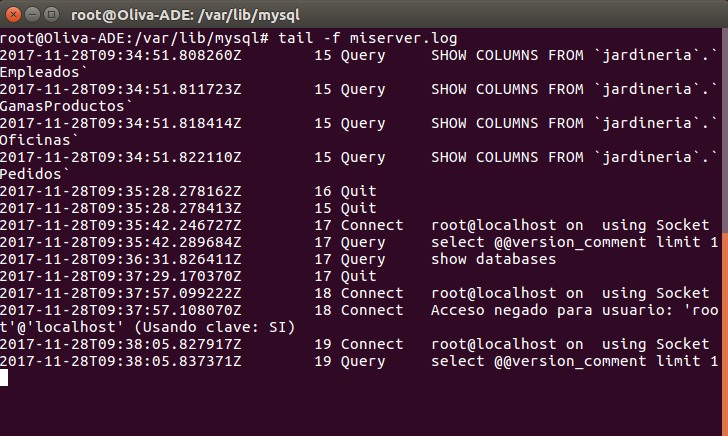 root@Oliva-ADE: /var/lib/mysql
root@Oliva-ADE:/var/lib/mysql# tail -f miserver.log
2017-11-28T09:34:51.808260Z 15 Query SHOW COLUMNS FROM `jardineria`.`
Empleados`
2017-11-28T09:34:51.811723Z 15 Query SHOW COLUMNS FROM `jardineria`.`
GamasProductos`
2017-11-28T09:34:51.818414Z 15 Query SHOW COLUMNS FROM `jardineria`.`
Oficinas`
2017-11-28T09:34:51.822110Z 15 Query SHOW COLUMNS FROM `jardineria`.`
Pedidos`
2017-11-28T09:35:28.278162Z 16 Quit
2017-11-28T09:35:28.278413Z 15 Quit
2017-11-28T09:35:42.246727Z 17 Connect root@localhost on  using Socket
2017-11-28T09:35:42.289684Z 17 Query select @@version_comment limit 1
2017-11-28T09:36:31.826411Z 17 Query show databases
2017-11-28T09:37:29.170370Z 17 Quit
2017-11-28T09:37:57.099222Z 18 Connect root@localhost on  using Socket
2017-11-28T09:37:57.108070Z 18 Connect Acceso negado para usuario: 'roo
t'@'localhost' (Usando clave: SI)
2017-11-28T09:38:05.827917Z 19 Connect root@localhost on  using Socket
2017-11-28T09:38:05.837371Z 19 Query select @@version_comment limit 1